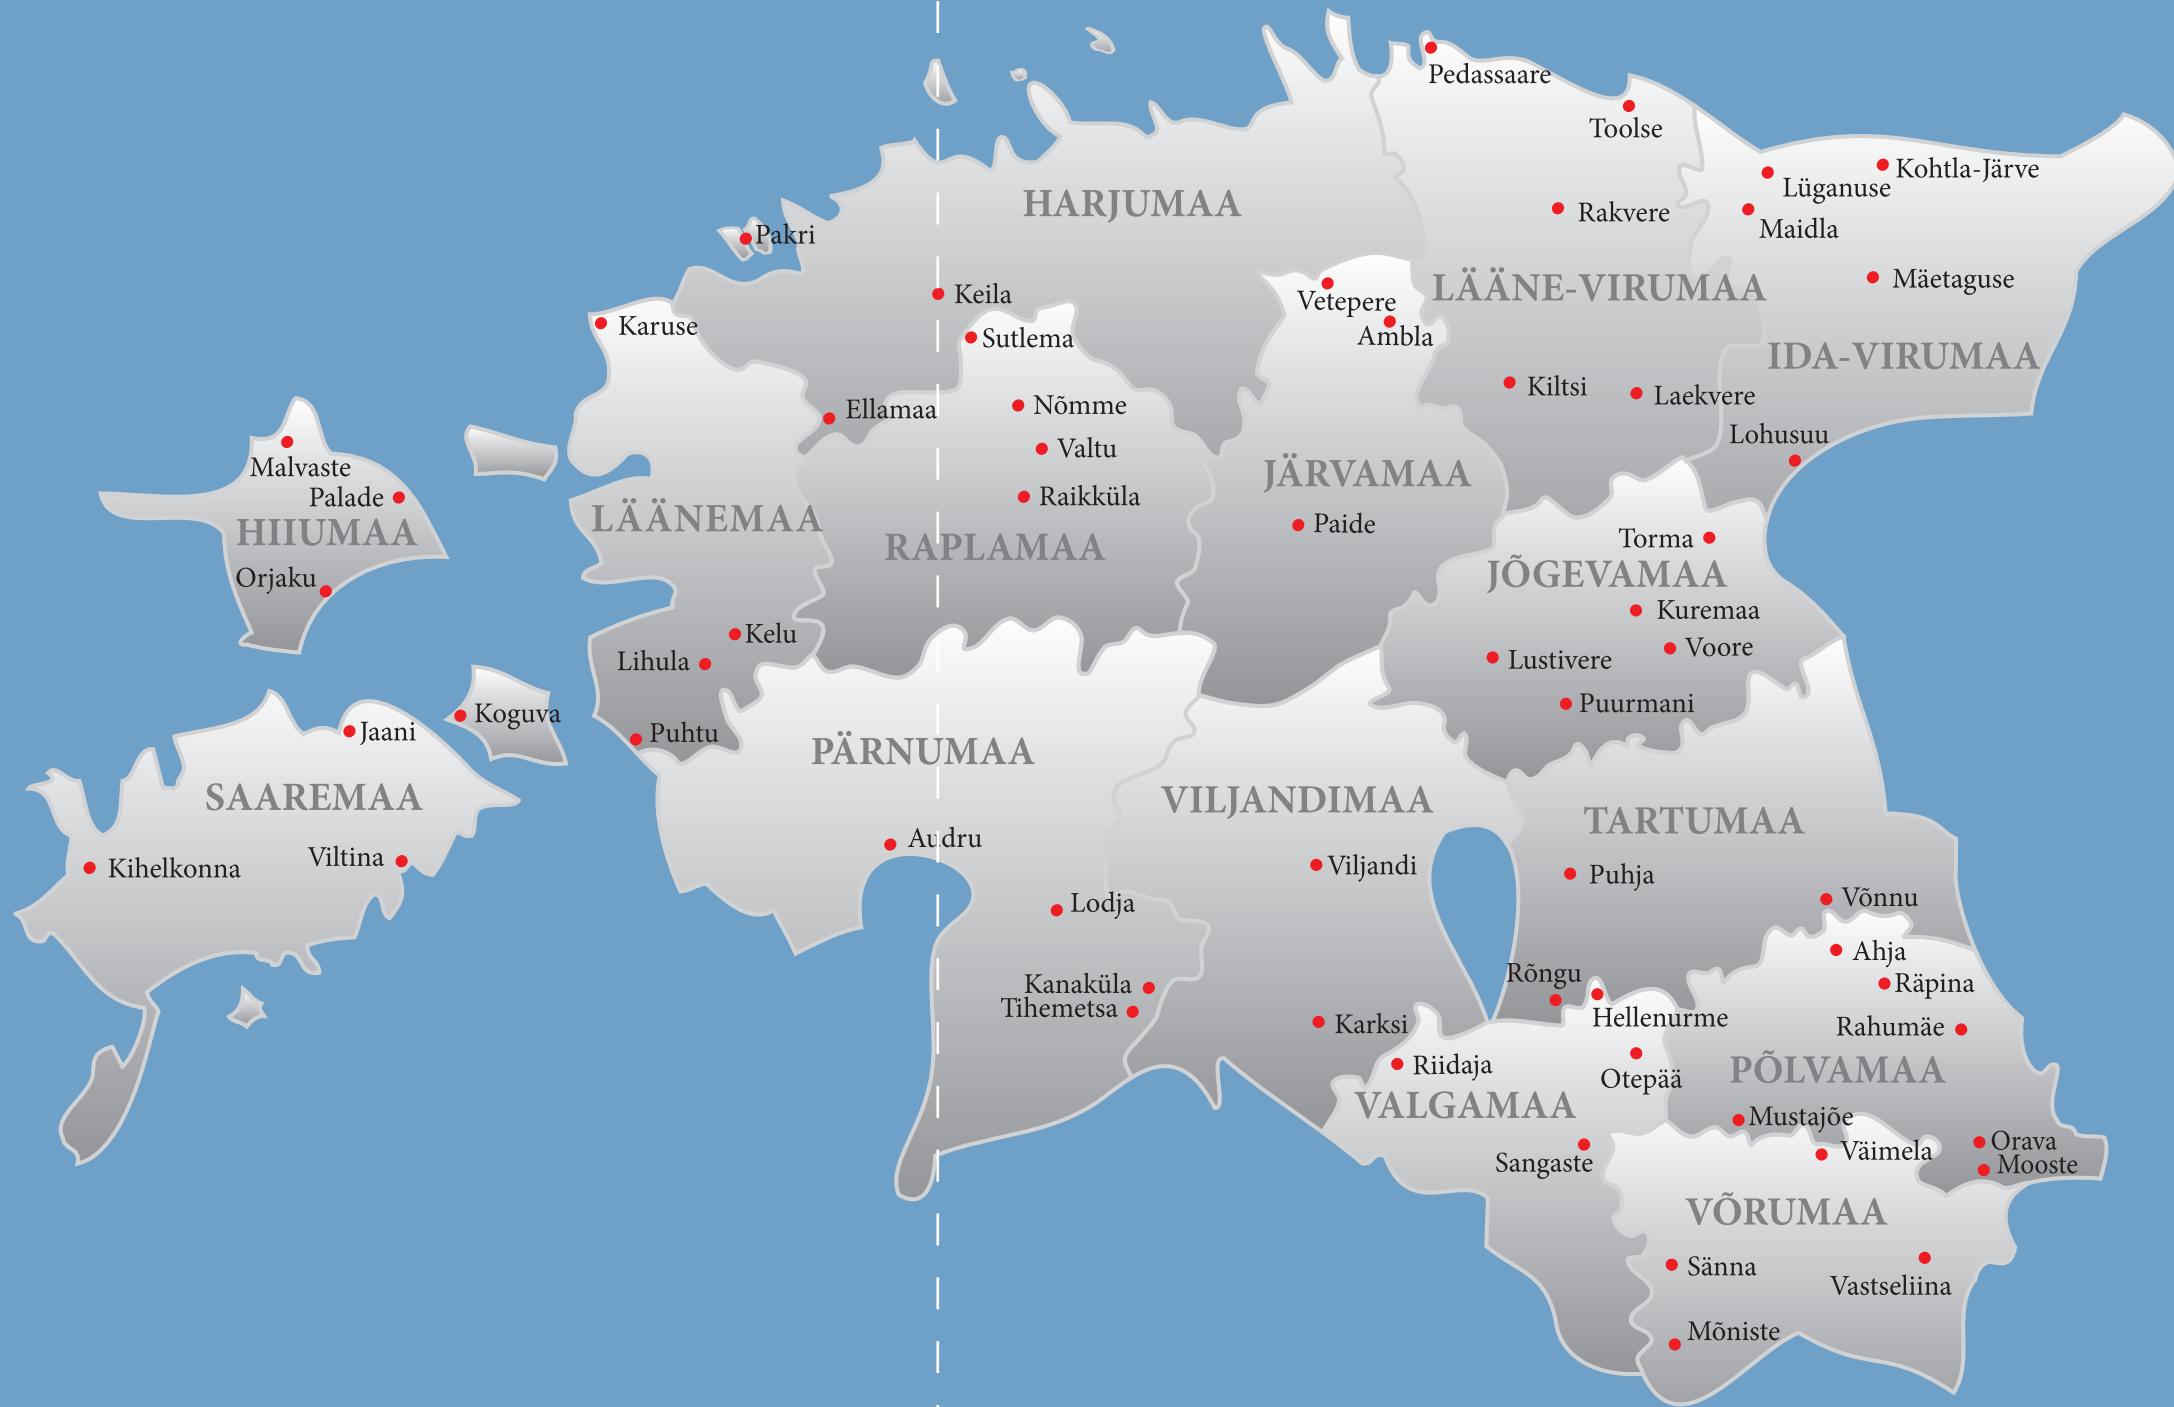 Pedassaare
Toolse
Kohtla-Järve
Lüganuse
HARJUMAA
Rakvere
Maidla
Pakri
Mäetaguse
LÄÄNE-VIRUMAA
Keila
Vetepere
Karuse
Sutlema
Ambla
IDA-VIRUMAA
Kiltsi
Laekvere
Ellamaa
Nõmme
Lohusuu
Valtu
Malvaste
JÄRVAMAA
Palade
Raikküla
LÄÄNEMAA
Paide
HIIUMAA
Torma
RAPLAMAA
JÕGEVAMAA
Orjaku
Kuremaa
Kelu
Voore
Lihula
Lustivere
Puurmani
Koguva
Jaani
Puhtu
PÄRNUMAA
SAAREMAA
VILJANDIMAA
TARTUMAA
Audru
Viltina
Viljandi
Kihelkonna
Puhja
Võnnu
Lodja
Ahja
Rõngu
Räpina
Kanaküla
Tihemetsa
Hellenurme
Karksi
Rahumäe
Riidaja
PÕLVAMAA
Otepää
VALGAMAA
Mustajõe
Orava
Väimela
Sangaste
Mooste
VÕRUMAA
Sänna
Vastseliina
Mõniste